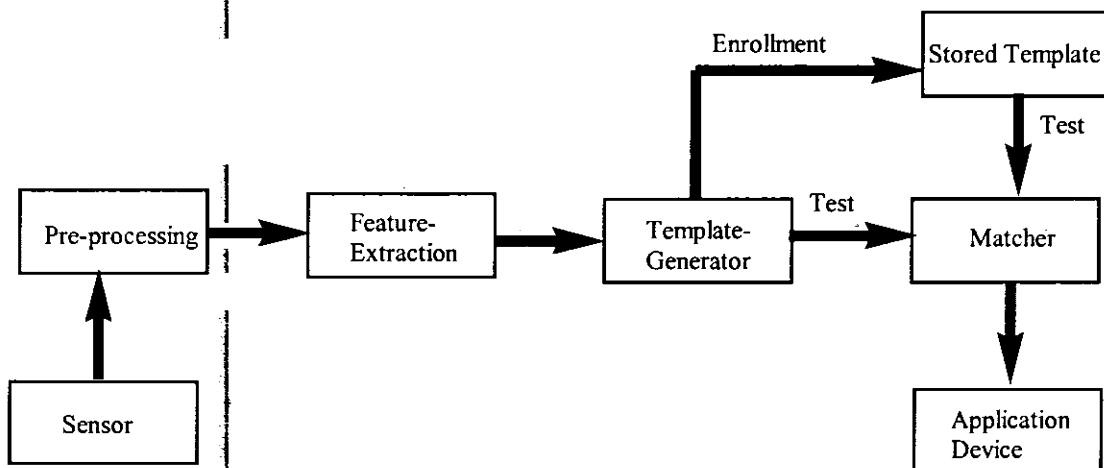 Enrollment
Stored Template
Test
Pre-processing
Feature-
Extraction
Template-
Generator
Test
Matcher
Sensor
Application
Device